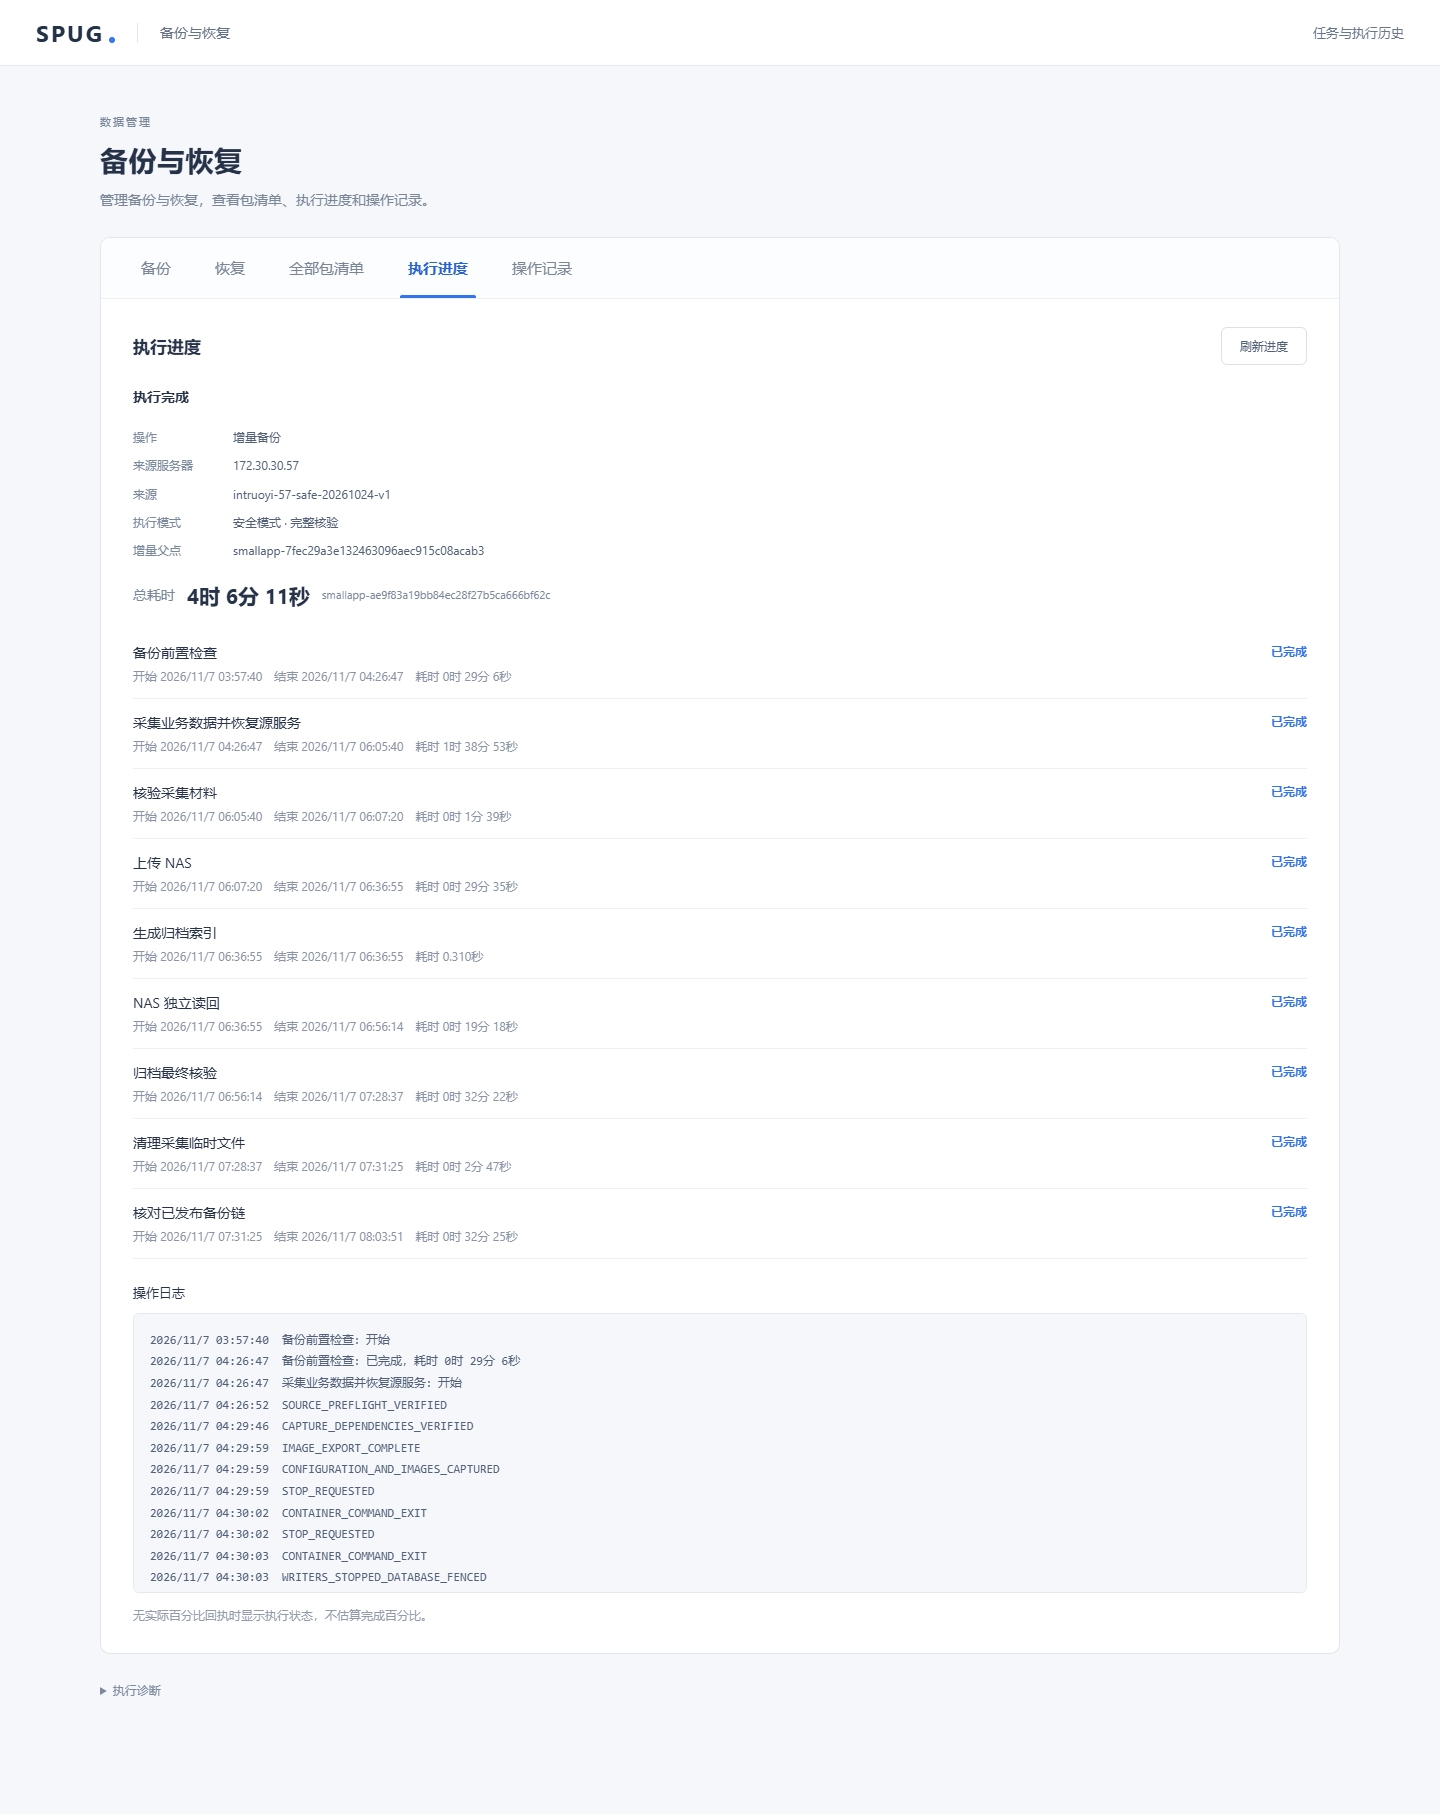 SPUG.
备份与恢复
任务与执行历史
数据管理
备份与恢复
管理备份与恢复，查看包清单、执行进度和操作记录。
备份 恢复 全部包清单 执行进度 操作记录
执行进度
刷新进度
执行完成
操作 增量备份
来源服务器 172.30.30.57
来源 intruoyi-57-safe-20261024-v1
执行模式 安全模式 · 完整核验
增量父点 smallapp-7fec29a3e132463096aec915c08acab3
总耗时 4时 6分 11秒 smallapp-ae9f83a19bb84ec28f27b5ca666bf62c
备份前置检查 已完成
开始 2026/11/7 03:57:40 结束 2026/11/7 04:26:47 耗时 0时 29分 6秒
采集业务数据并恢复源服务 已完成
开始 2026/11/7 04:26:47 结束 2026/11/7 06:05:40 耗时 1时 38分 53秒
核验采集材料 已完成
开始 2026/11/7 06:05:40 结束 2026/11/7 06:07:20 耗时 0时 1分 39秒
上传 NAS 已完成
开始 2026/11/7 06:07:20 结束 2026/11/7 06:36:55 耗时 0时 29分 35秒
生成归档索引 已完成
开始 2026/11/7 06:36:55 结束 2026/11/7 06:36:55 耗时 0.310秒
NAS 独立读回 已完成
开始 2026/11/7 06:36:55 结束 2026/11/7 06:56:14 耗时 0时 19分 18秒
归档最终核验 已完成
开始 2026/11/7 06:56:14 结束 2026/11/7 07:28:37 耗时 0时 32分 22秒
清理采集临时文件 已完成
开始 2026/11/7 07:28:37 结束 2026/11/7 07:31:25 耗时 0时 2分 47秒
核对已发布备份链 已完成
开始 2026/11/7 07:31:25 结束 2026/11/7 08:03:51 耗时 0时 32分 25秒
操作日志
2026/11/7 03:57:40 备份前置检查：开始
2026/11/7 04:26:47 备份前置检查：已完成，耗时 0时 29分 6秒
2026/11/7 04:26:47 采集业务数据并恢复源服务：开始
2026/11/7 04:26:52 SOURCE_PREFLIGHT_VERIFIED
2026/11/7 04:29:46 CAPTURE_DEPENDENCIES_VERIFIED
2026/11/7 04:29:59 IMAGE_EXPORT_COMPLETE
2026/11/7 04:29:59 CONFIGURATION_AND_IMAGES_CAPTURED
2026/11/7 04:29:59 STOP_REQUESTED
2026/11/7 04:30:02 CONTAINER_COMMAND_EXIT
2026/11/7 04:30:02 STOP_REQUESTED
2026/11/7 04:30:03 CONTAINER_COMMAND_EXIT
2026/11/7 04:30:03 WRITERS_STOPPED_DATABASE_FENCED
无实际百分比回执时显示执行状态，不估算完成百分比。
执行诊断